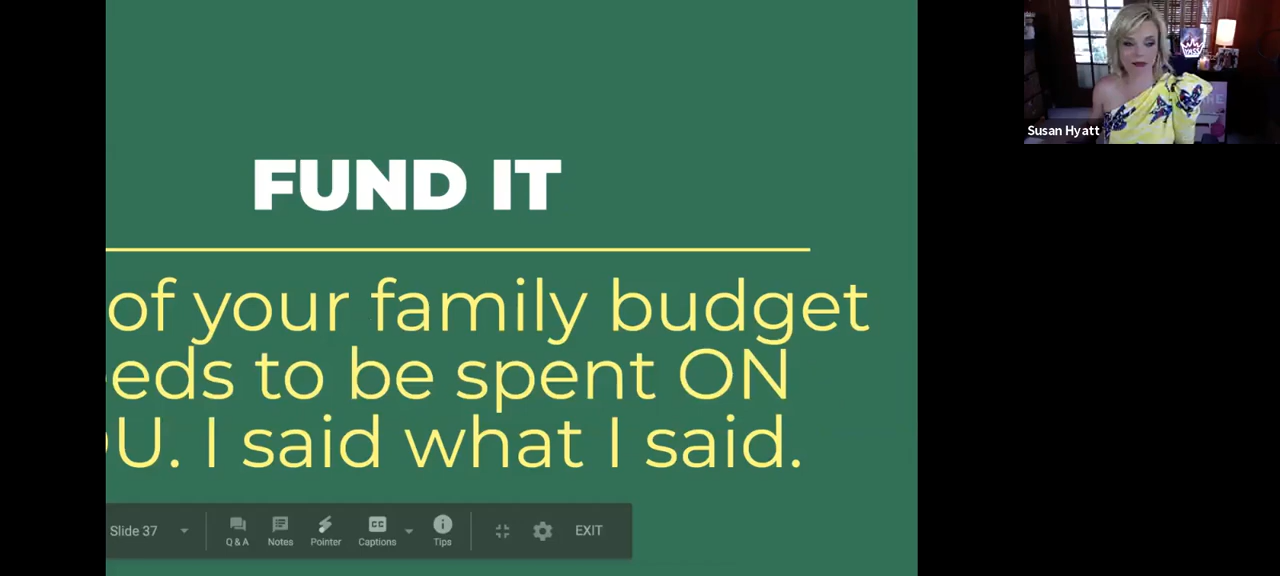 FUND IT
of your family budget
eds to be spent ON
U. I said what I said.
Slide 37
Q & A
Notes
Pointer
CC
Captions
Tips
EXIT
Susan Hyatt